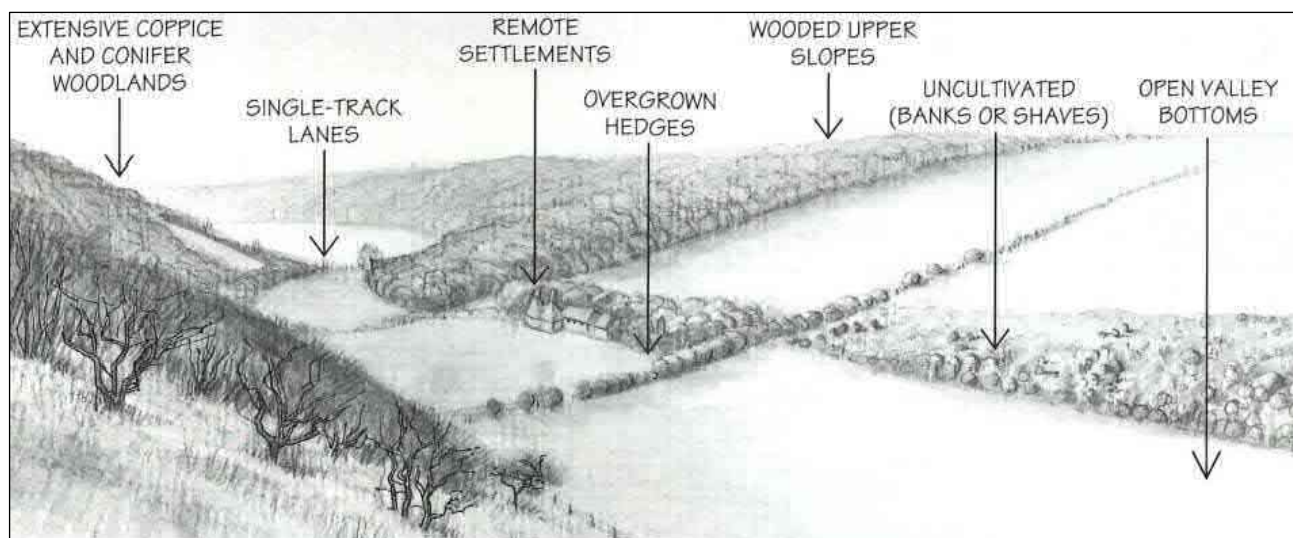 EXTENSIVE COPPICE
AND CONIFER
WOODLANDS
SINGLE-TRACK
LANES
REMOTE
SETTLEMENTS
OVERGROWN
HEDGES
WOODED UPPER
SLOPES
UNCULTIVATED
(BANKS OR SHAVES)
OPEN VALLEY
BOTTOMS